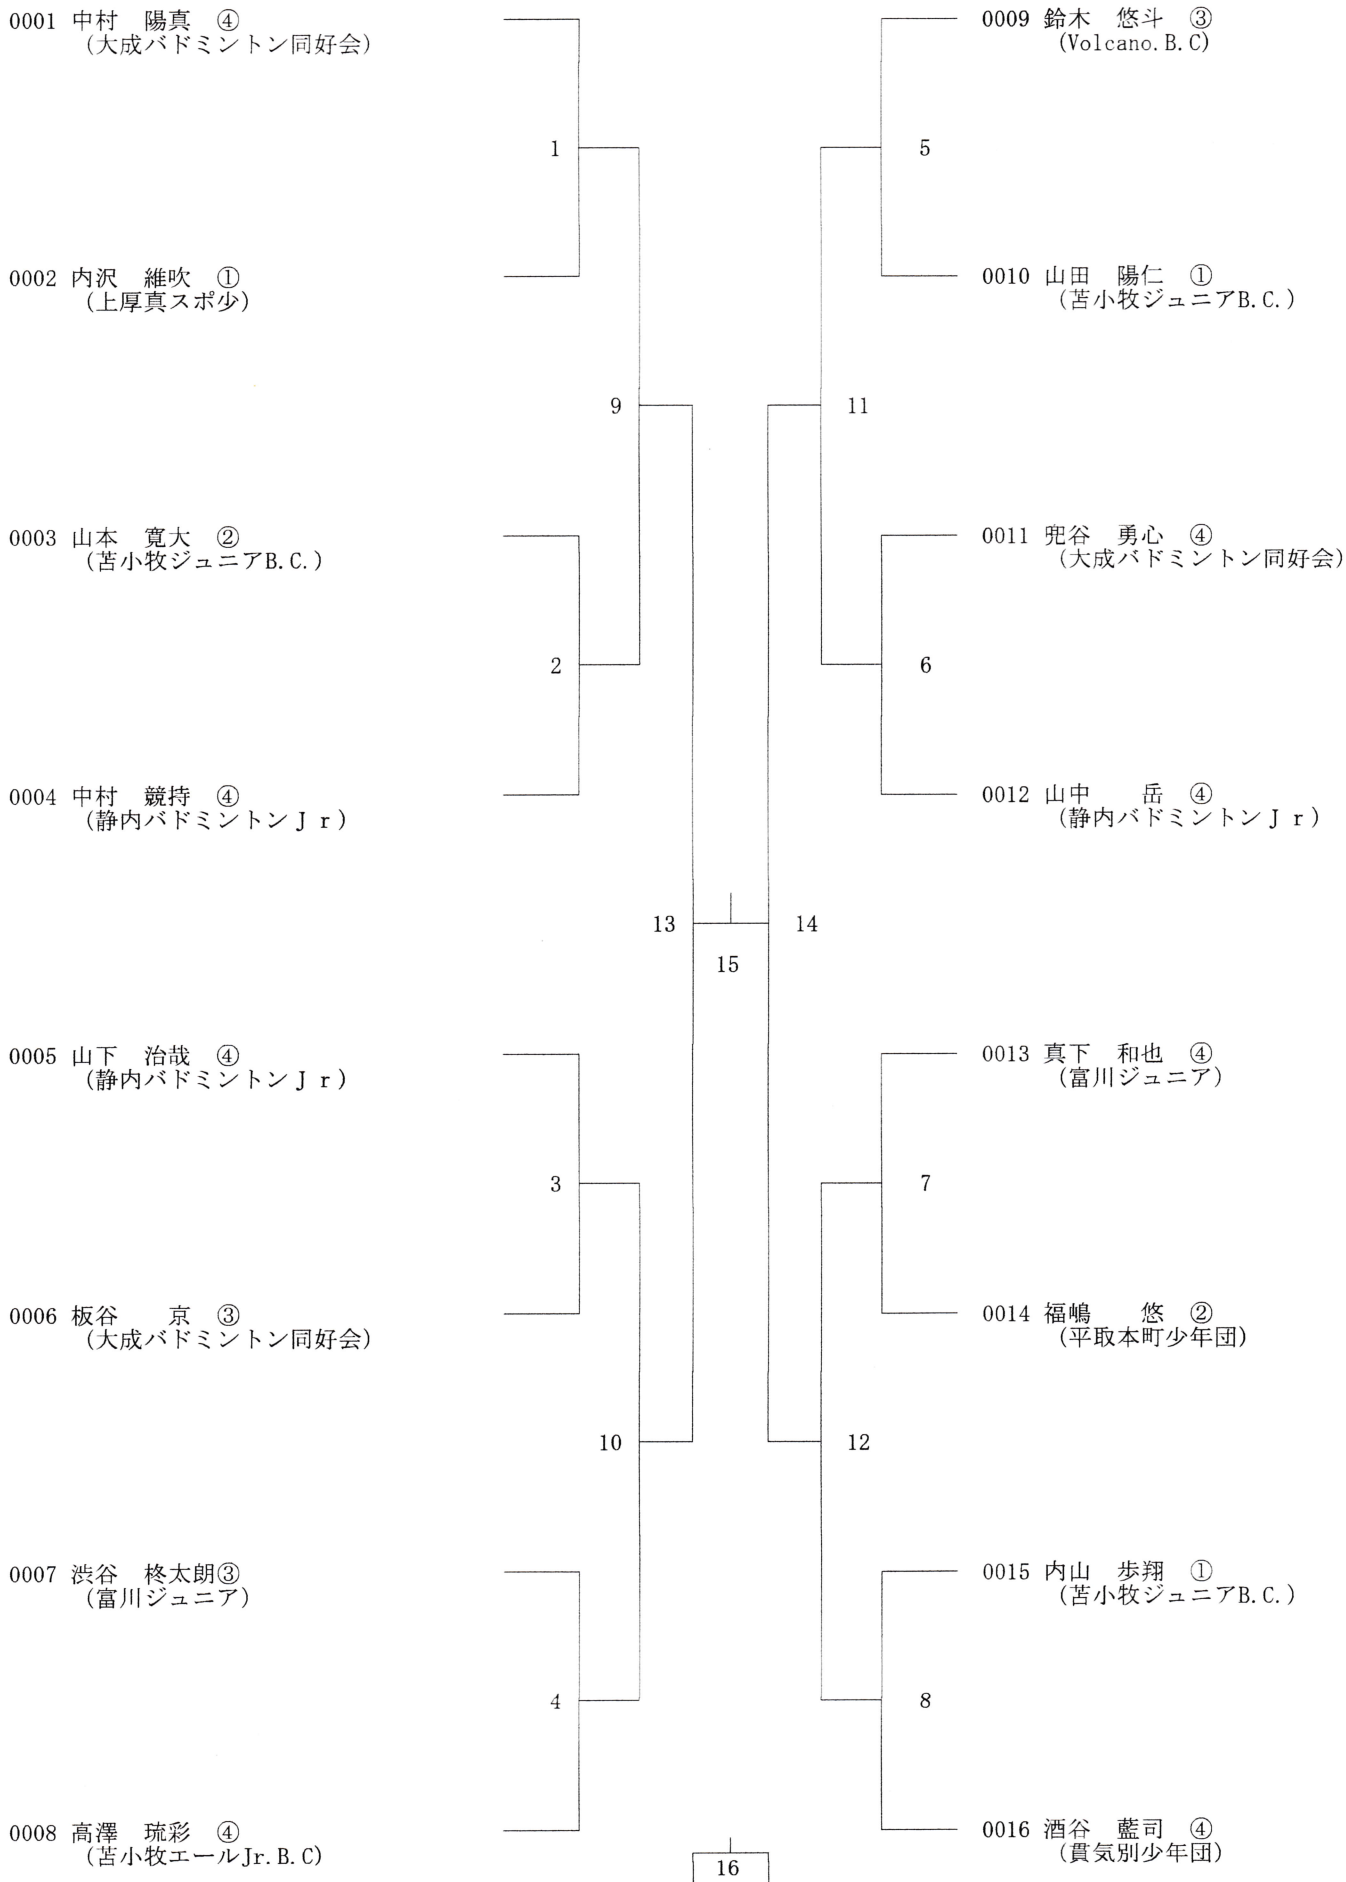 0001 中村　陽真　④
(大成バドミントン同好会)
1
0002 内沢　維吹　①
(上厚真スポ少)
9
0003 山本　寛大　②
(苫小牧ジュニアB.C.)
2
0004 中村　競持　④
(静内バドミントンＪｒ)
13
0005 山下　治哉　④
(静内バドミントンＪｒ)
3
0006 板谷　　京　③
(大成バドミントン同好会)
10
0007 渋谷　柊太朗③
(富川ジュニア)
4
0008 高澤　琉彩　④
(苫小牧エールJr.B.C)
15
16
0009 鈴木　悠斗　③
(Volcano.B.C)
5
0010 山田　陽仁　①
(苫小牧ジュニアB.C.)
11
0011 兜谷　勇心　④
(大成バドミントン同好会)
6
0012 山中　　岳　④
(静内バドミントンＪｒ)
14
0013 真下　和也　④
(富川ジュニア)
7
0014 福嶋　　悠　②
(平取本町少年団)
12
0015 内山　歩翔　①
(苫小牧ジュニアB.C.)
8
0016 酒谷　藍司　④
(貫気別少年団)